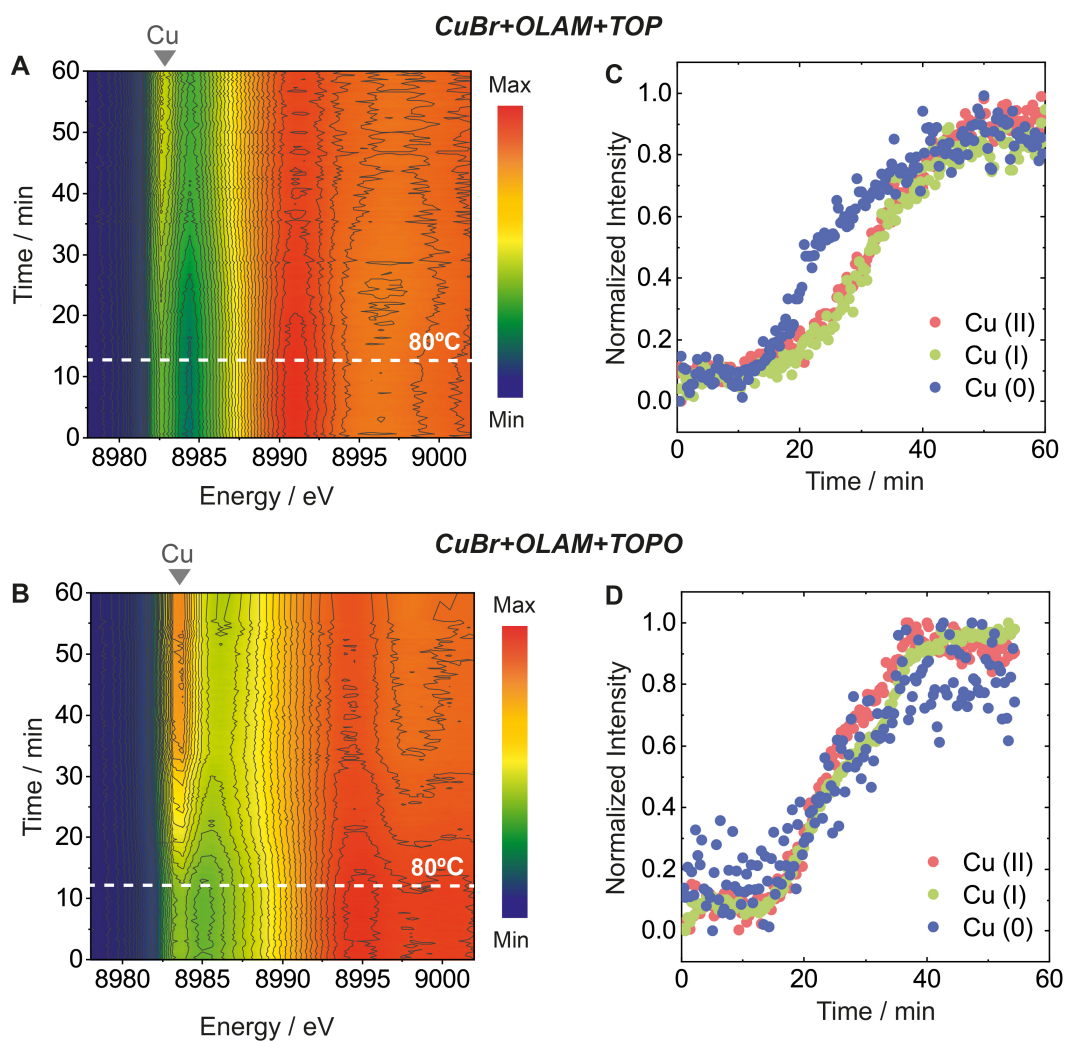 CuBr+OLAM+TOP
Cu
A
60
50
40
30
20
10
0
Time / min
80ºC
8980 8985 8990 8995 9000
Energy / eV
Max
Min
C
1.0
0.8
0.6
0.4
0.2
0.0
Normalized Intensity
Cu (II)
Cu (I)
Cu (0)
0 20 40 60
Time / min
CuBr+OLAM+TOPO
Cu
B
60
50
40
30
20
10
0
Time / min
80ºC
8980 8985 8990 8995 9000
Energy / eV
Max
Min
D
1.0
0.8
0.6
0.4
0.2
0.0
Normalized Intensity
Cu (II)
Cu (I)
Cu (0)
0 20 40 60
Time / min